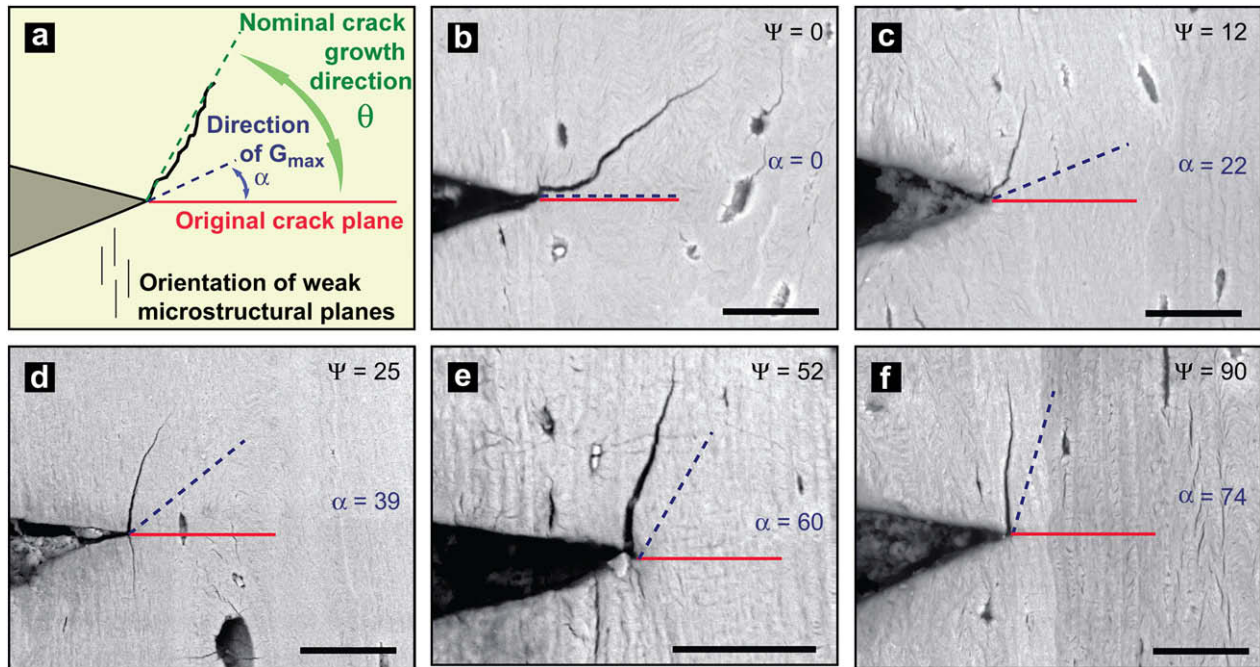 a
Nominal crack
growth
direction
θ
Direction
of Gmax
α
Original crack plane
Orientation of weak
microstructural planes
b
Ψ = 0
α = 0
c
Ψ = 12
α = 22
d
Ψ = 25
α = 39
e
Ψ = 52
α = 60
f
Ψ = 90
α = 74